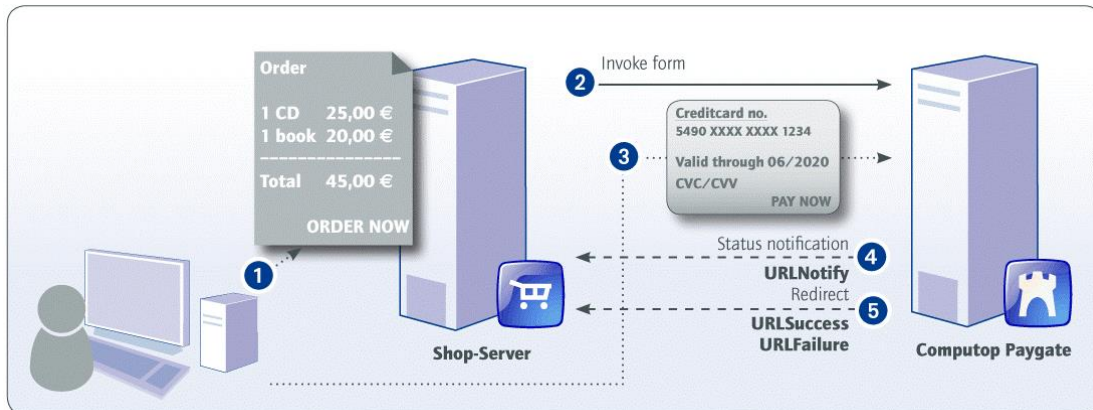 Order
1 CD 25,00 €
1 book 20,00 €
---------------
Total 45,00 €
ORDER NOW
1
2
Invoke form
Creditcard no.
5490 XXXX XXXX 1234
Valid through 06/2020
CVC/CVV
PAY NOW
3
Status notification
4
URLNotify
Redirect
5
URLSuccess
URLFailure
Shop-Server
Computop Paygate